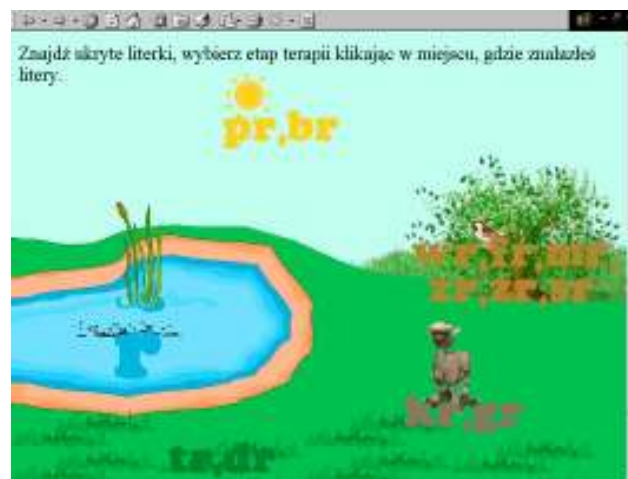 Znajdź ukryte literki, wybierz etap terapii klikając w miejscu, gdzie znalazłeś
litery.
pr,br
r
kr,gr
tr,dr